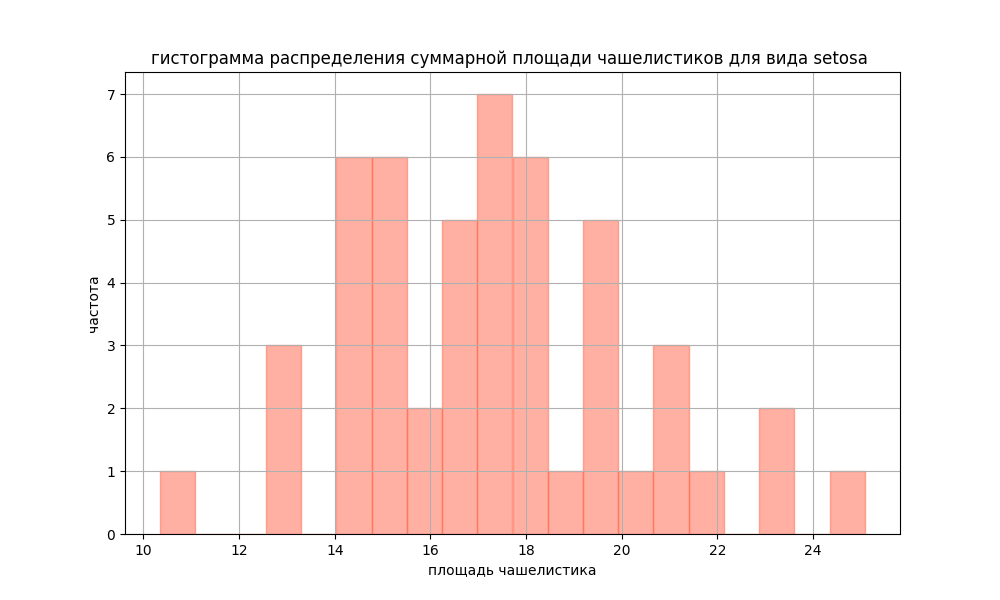 гистограмма распределения суммарной площади чашелистиков для вида setosa
7
6
5
4
3
2
1
0
частота
10 12 14 16 18 20 22 24
площадь чашелистика